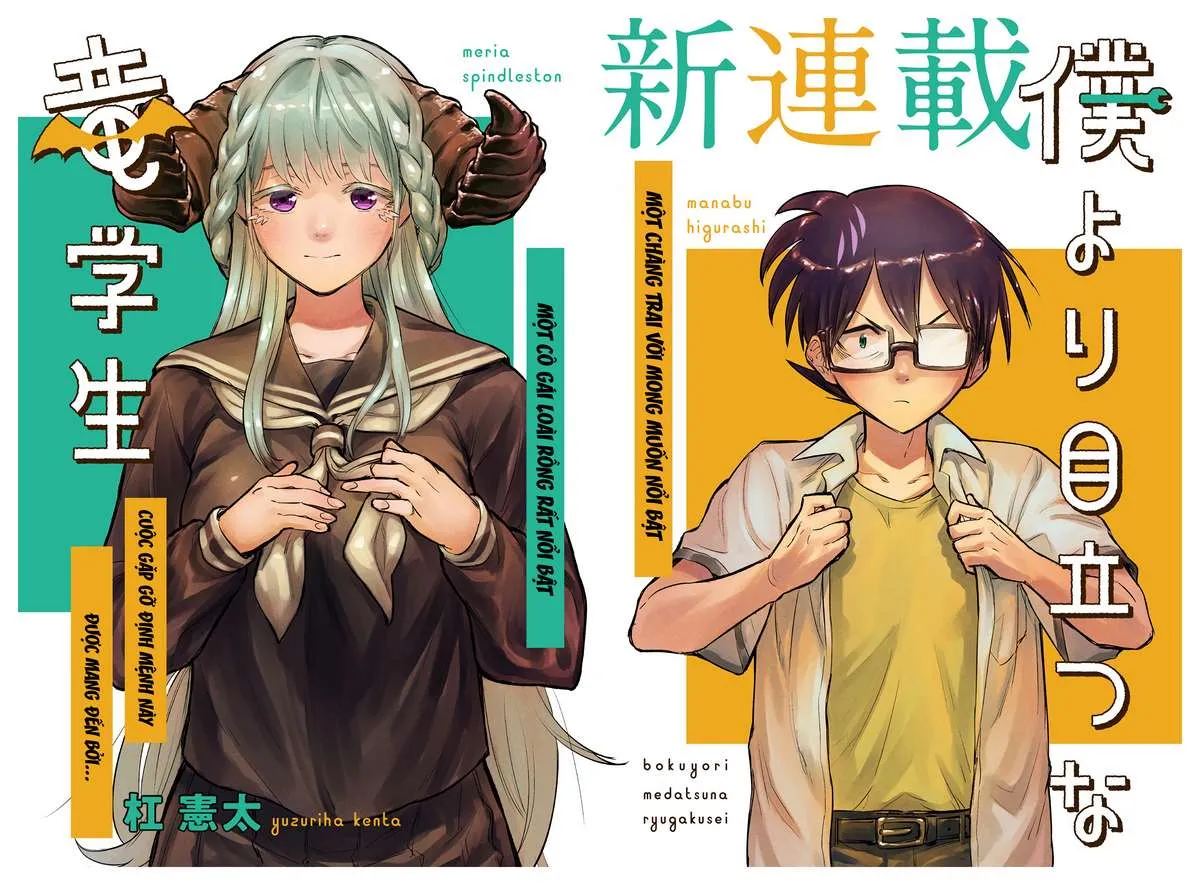 新連載
僕より目立つな
竜学生
manabu
higurashi
MỘT CHÀNG TRAI VỚI MONG MUỐN NỔI BẬT
bokuyori
medatsuna
ryugakusei
meria
spindleston
MỘT CÔ GÁI LOÀI RỒNG RẤT NỔI BẬT
CUỘC GẶP GỠ ĐỊNH MỆNH NÀY
ĐƯỢC MANG ĐẾN BỞI...
杠 憲太 yuzuriha kenta